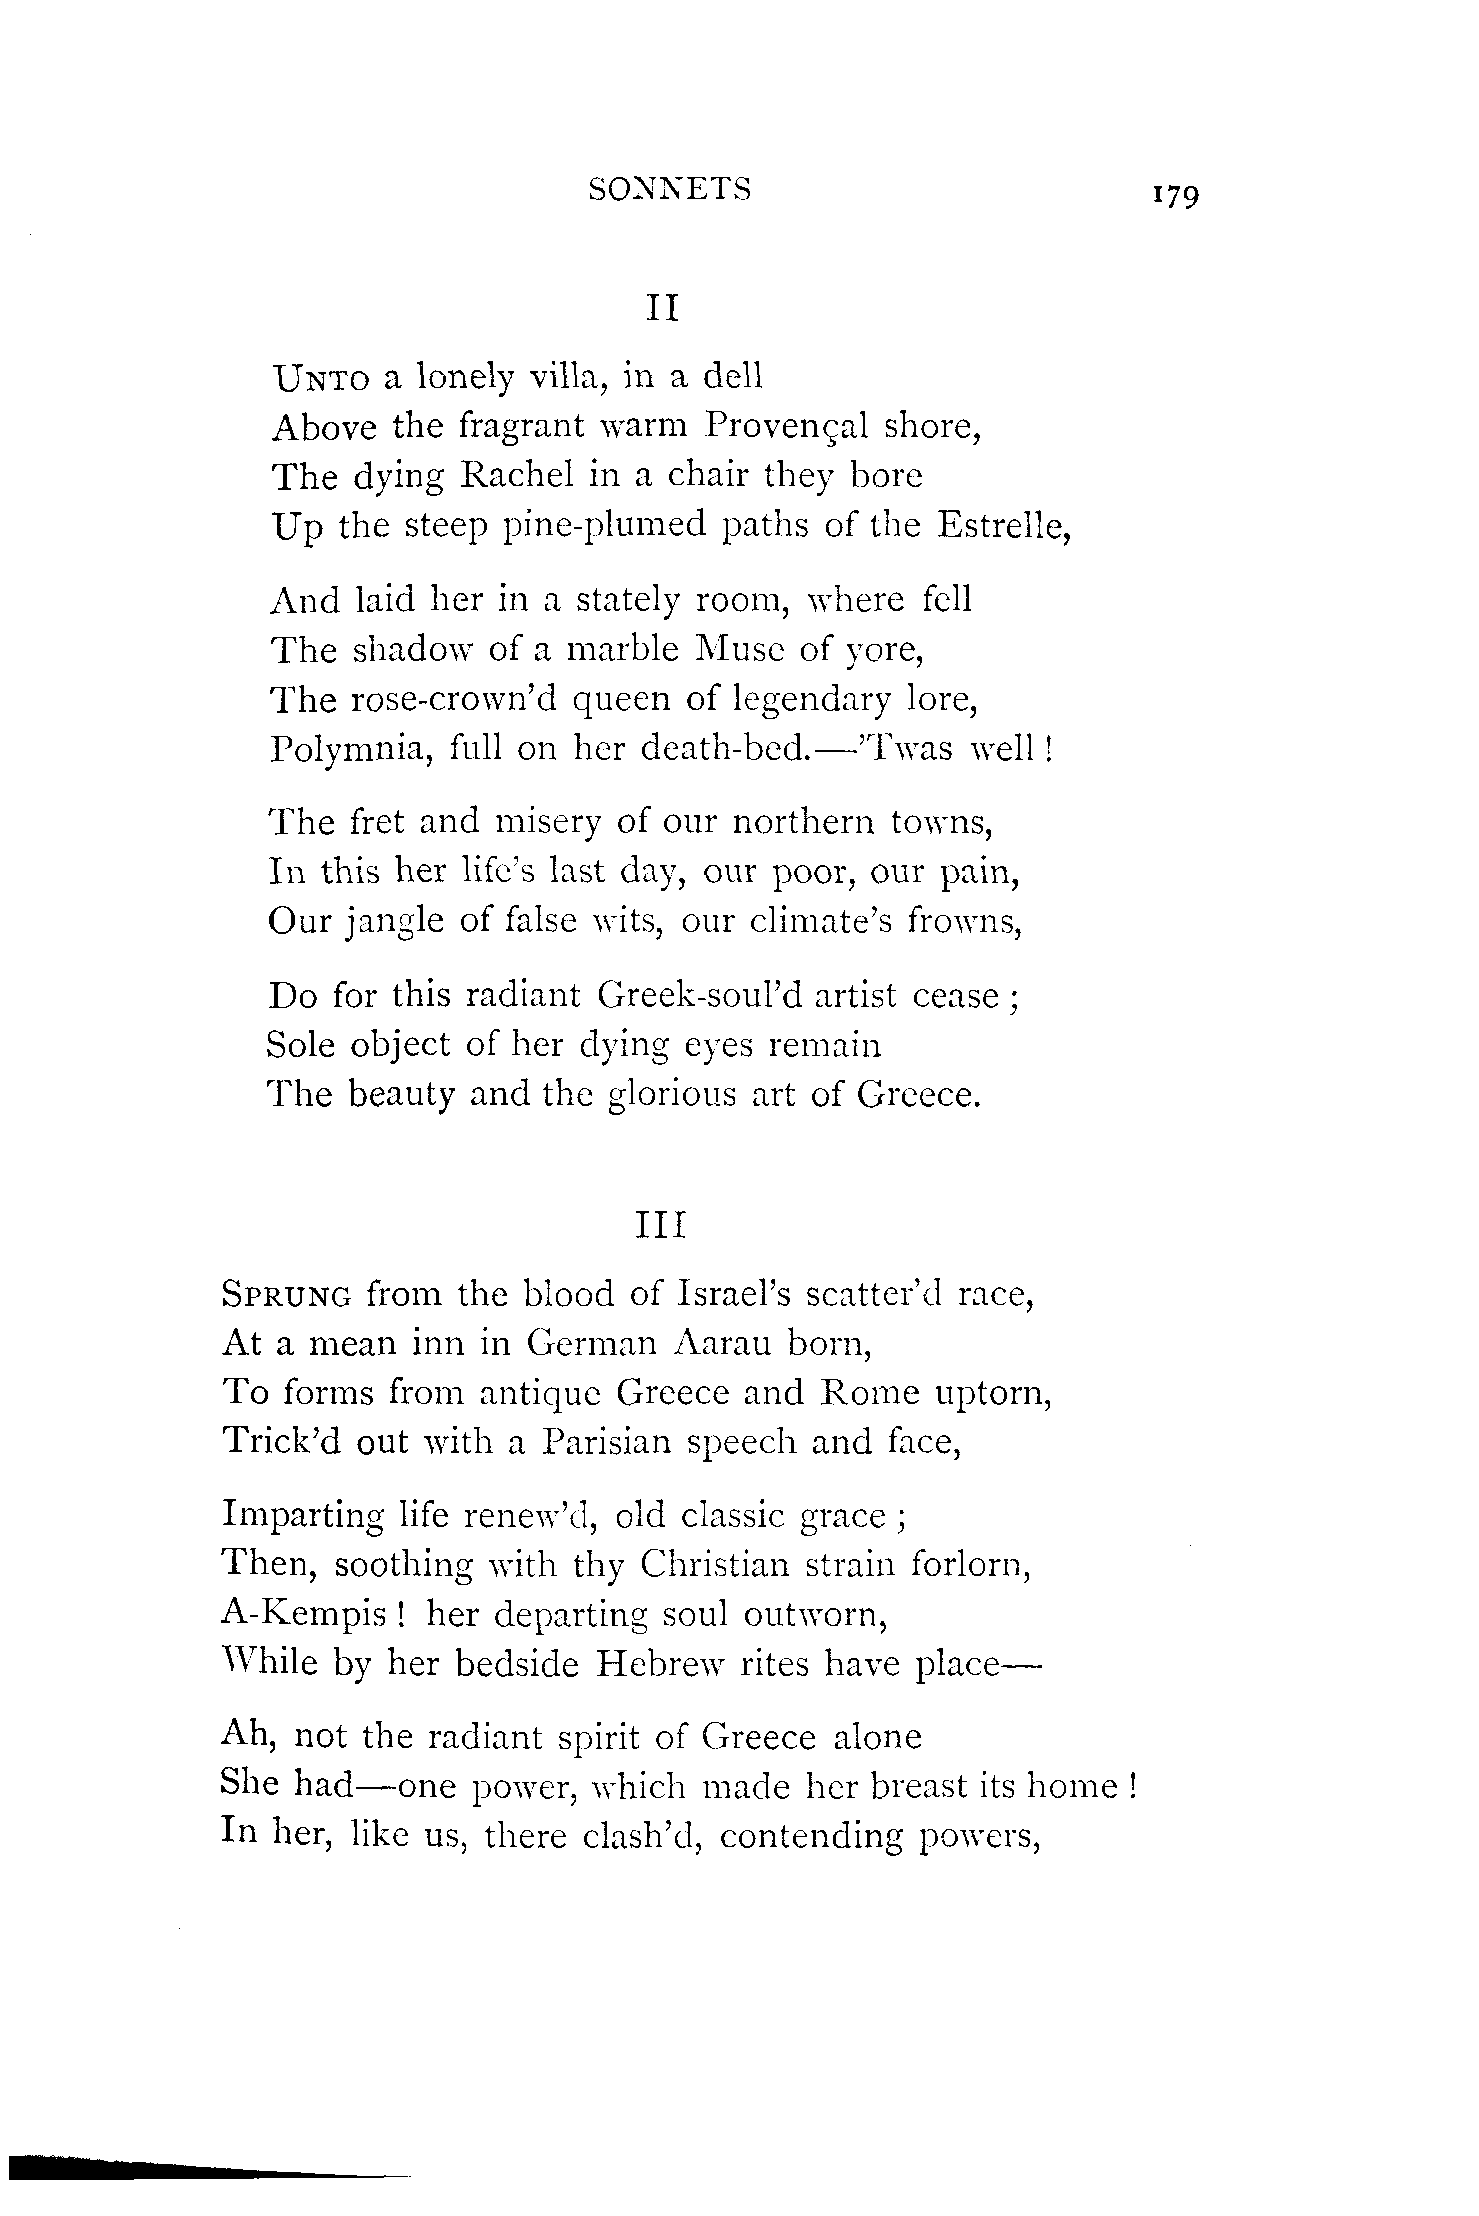 SONNETS 179
II
UNTO a lonely villa, in a dell
Above the fragrant warm Provençal shore,
The dying Rachel in a chair they bore
Up the steep pine-plumed paths of the Estrelle,
And laid her in a stately room, where fell
The shadow of a marble Muse of yore,
The rose-crown'd queen of legendary lore,
Polymnia, full on her death-bed.—'Twas well !
The fret and misery of our northern towns,
In this her life's last day, our poor, our pain,
Our jangle of false wits, our climate's frowns,
Do for this radiant Greek-soul'd artist cease ;
Sole object of her dying eyes remain
The beauty and the glorious art of Greece.
III
SPRUNG from the blood of Israel's scatter'd race,
At a mean inn in German Aarau born,
To forms from antique Greece and Rome uptorn,
Trick'd out with a Parisian speech and face,
Imparting life renew'd, old classic grace ;
Then, soothing with thy Christian strain forlorn,
A-Kempis ! her departing soul outworn,
While by her bedside Hebrew rites have place—
Ah, not the radiant spirit of Greece alone
She had—one power, which made her breast its home !
In her, like us, there clash'd, contending powers,